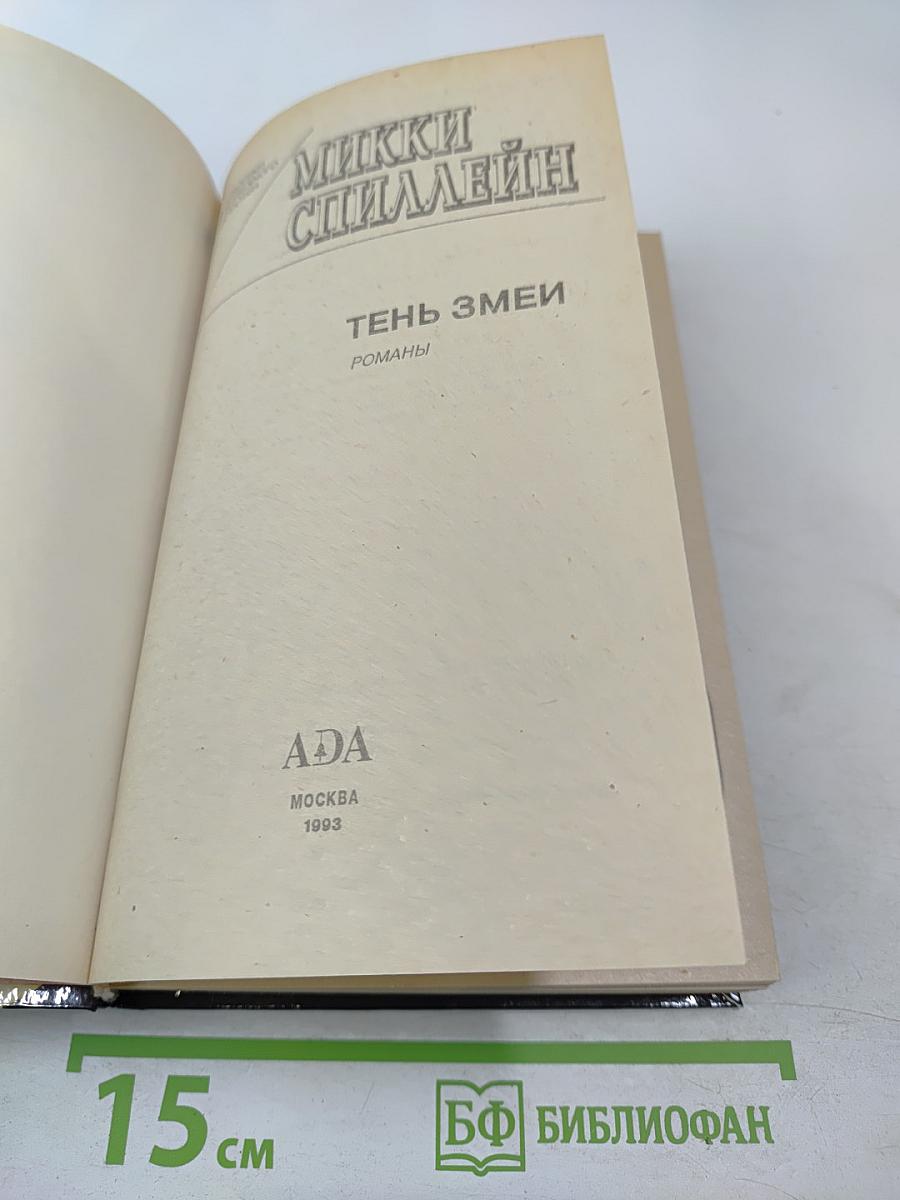 МИККИ
СПИЛЛЕЙН
ТЕНЬ ЗМЕИ
РОМАНЫ
ADA
МОСКВА
1993
15 см
БФ БИБЛИОФАН